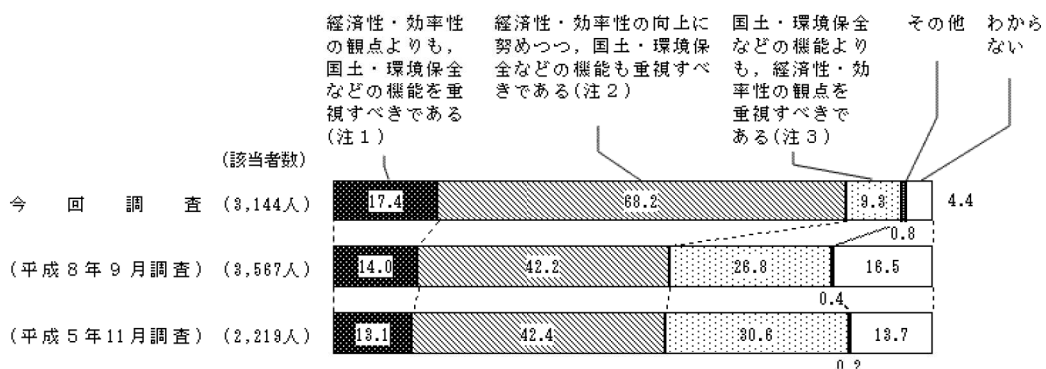 経済性・効率性
の観点よりも，
国土・環境保全
などの機能を重
視すべきである
(注１)
経済性・効率性の向上に
努めつつ，国土・環境保
全などの機能も重視すべ
きである(注２)
国土・環境保全
などの機能より
も，経済性・効
率性の観点を
重視すべきで
ある(注３)
その他
わから
ない
(該当者数)
今回調査 (3,144人) 17.4 68.2 9.3 4.4
0.8
(平成８年９月調査) (3,567人) 14.0 42.2 26.8 16.5
0.4
(平成５年11月調査) (2,219人) 13.1 42.4 30.6 13.7
0.2